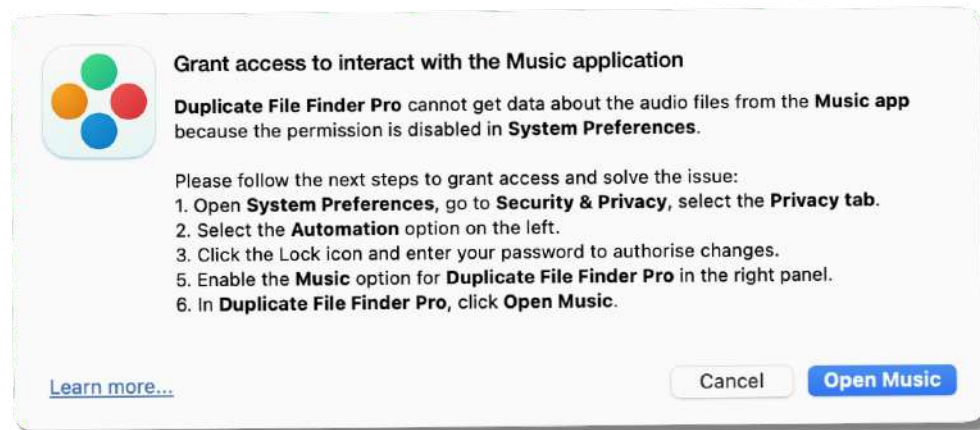 Grant access to interact with the Music application
Duplicate File Finder Pro cannot get data about the audio files from the Music app
because the permission is disabled in System Preferences.
Please follow the next steps to grant access and solve the issue:
1. Open System Preferences, go to Security & Privacy, select the Privacy tab.
2. Select the Automation option on the left.
3. Click the Lock icon and enter your password to authorise changes.
5. Enable the Music option for Duplicate File Finder Pro in the right panel.
6. In Duplicate File Finder Pro, click Open Music.
Learn more...
Cancel
Open Music